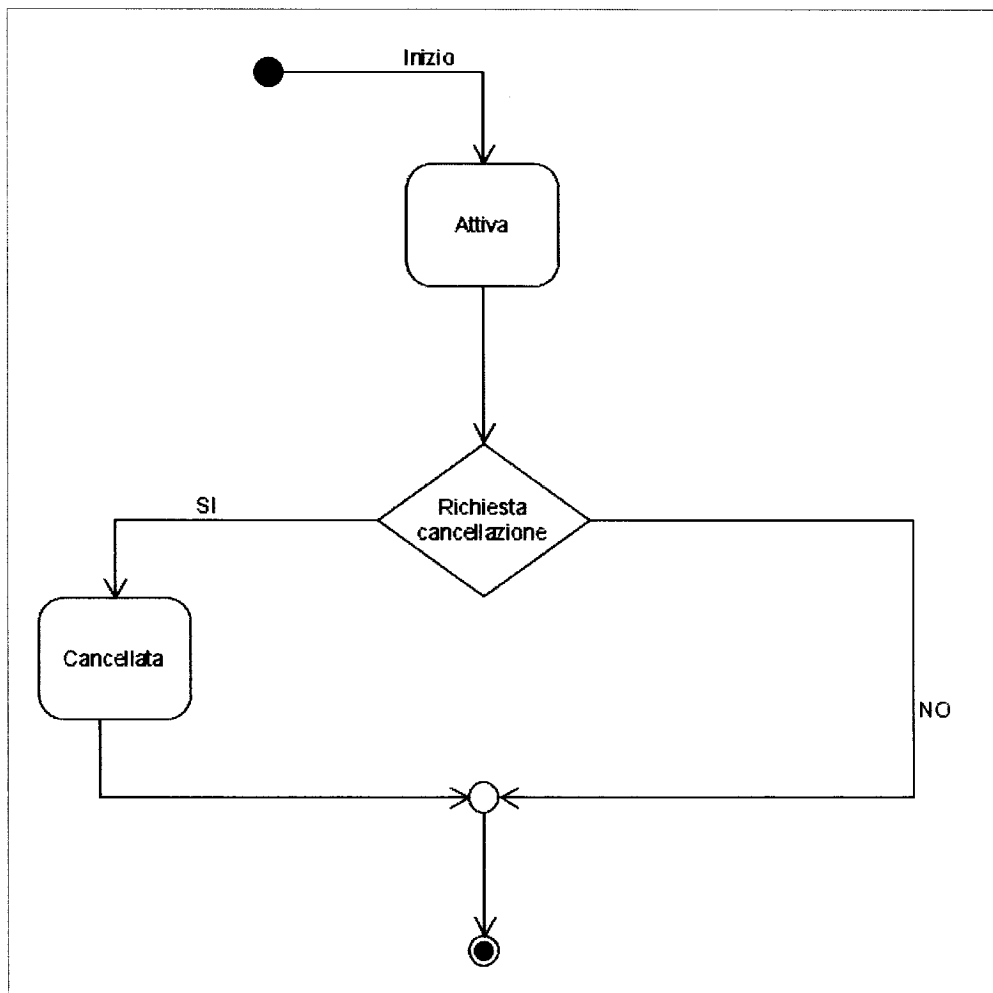 Inizio
Attiva
Richiesta
cancellazione
SI
Cancellata
NO